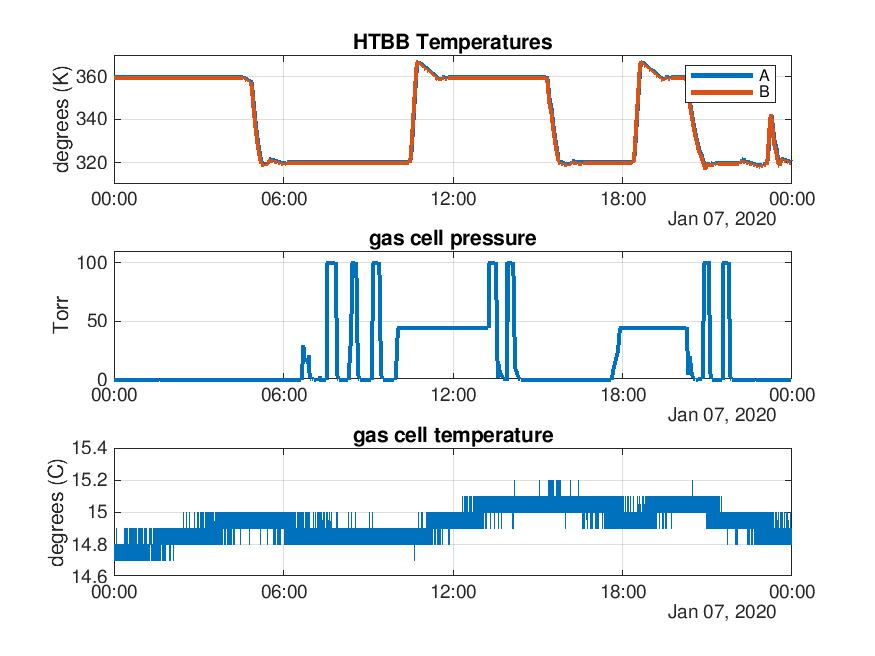 HTBB Temperatures
degrees (K)
360
340
320
A
B
00:00 06:00 12:00 18:00 00:00
Jan 07, 2020
gas cell pressure
Torr
100
50
0
00:00 06:00 12:00 18:00 00:00
Jan 07, 2020
gas cell temperature
degrees (C)
15.4
15.2
15
14.8
14.6
00:00 06:00 12:00 18:00 00:00
Jan 07, 2020